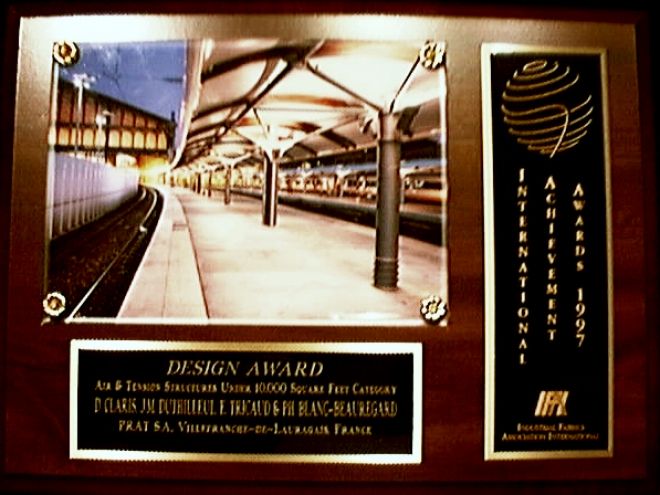 DESIGN AWARD
AIR & TENSION STRUCTURES UNDER 10,000 SQUARE FEET CATEGORY
D. CLARIS, J.M. DUTHILLEUL, F. TRICAUD & PH. BLANC-BEAUREGARD
PRAT SA, VILLEFRANCHE-DE-LAURAGAIS, FRANCE
INTERNATIONAL
ACHIEVEMENT
AWARDS 1997
IFAI
INDUSTRIAL FABRICS
ASSOCIATION INTERNATIONAL